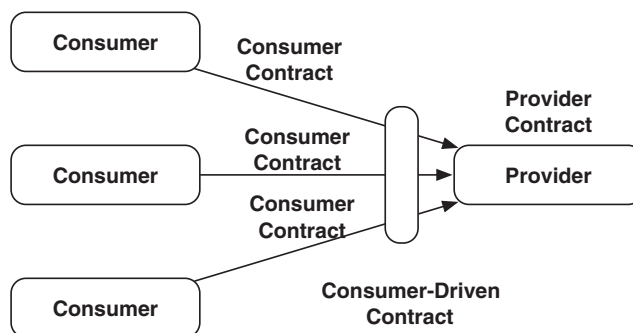 Consumer
Consumer
Contract
Provider
Contract
Consumer
Contract
Consumer
Provider
Consumer
Contract
Consumer-Driven
Contract
Consumer